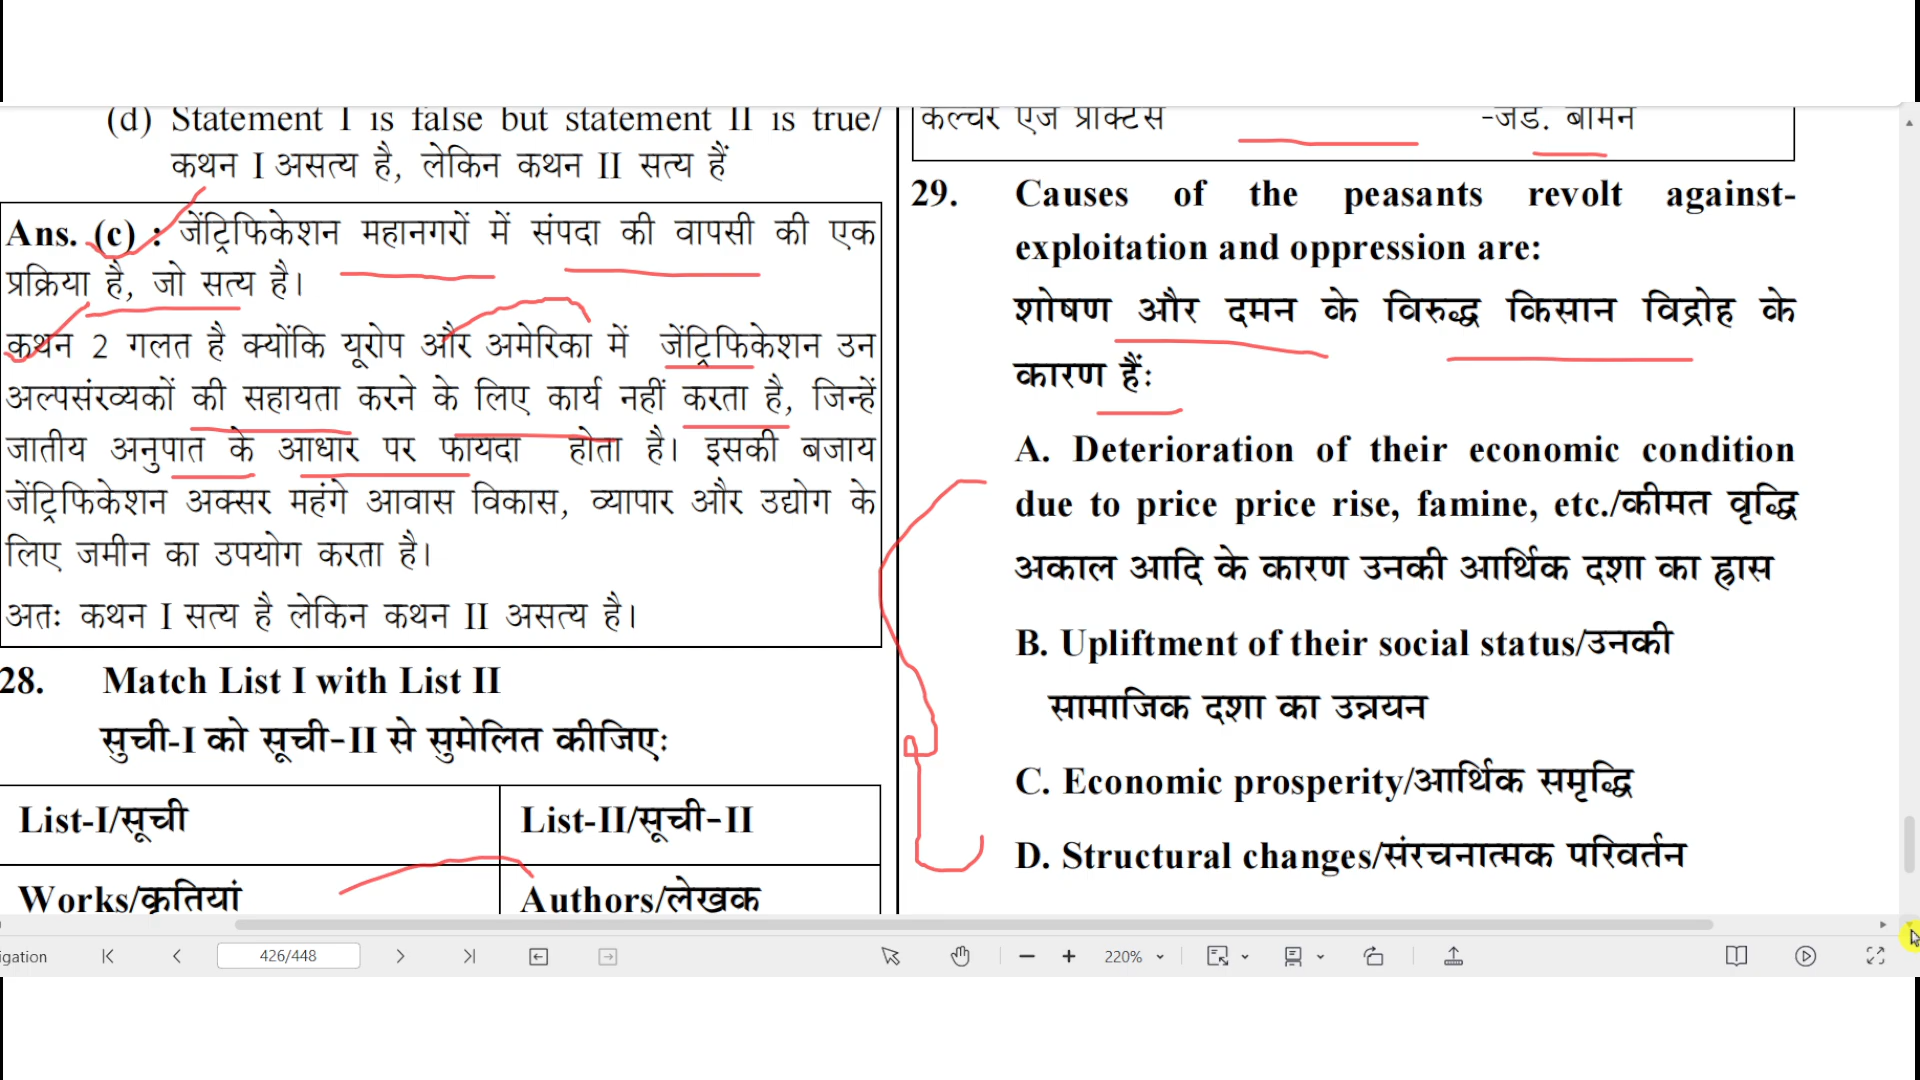 (d) Statement I is false but statement II is true/
कथन I असत्य है, लेकिन कथन II सत्य हैं
Ans. (c) : जेंट्रिफिकेशन महानगरों में संपदा की वापसी की एक
प्रक्रिया है, जो सत्य है।
कथन 2 गलत है क्योंकि यूरोप और अमेरिका में जेंट्रिफिकेशन उन
अल्पसंख्यकों की सहायता करने के लिए कार्य नहीं करता है, जिन्हें
जातीय अनुपात के आधार पर फायदा होता है। इसकी बजाय
जेंट्रिफिकेशन अक्सर महंगे आवास विकास, व्यापार और उद्योग के
लिए जमीन का उपयोग करता है।
अतः कथन I सत्य है लेकिन कथन II असत्य है।
28. Match List I with List II
सुची-I को सूची-II से सुमेलित कीजिए:
List-I/सूची List-II/सूची-II
Works/कृतियां Authors/लेखक
कल्चर एज प्रैक्टिस -जेड. बामन
29. Causes of the peasants revolt against-
exploitation and oppression are:
शोषण और दमन के विरुद्ध किसान विद्रोह के
कारण हैं:
A. Deterioration of their economic condition
due to price price rise, famine, etc./कीमत वृद्धि
अकाल आदि के कारण उनकी आर्थिक दशा का ह्रास
B. Upliftment of their social status/उनकी
सामाजिक दशा का उन्नयन
C. Economic prosperity/आर्थिक समृद्धि
D. Structural changes/संरचनात्मक परिवर्तन
igation 426/448 220%